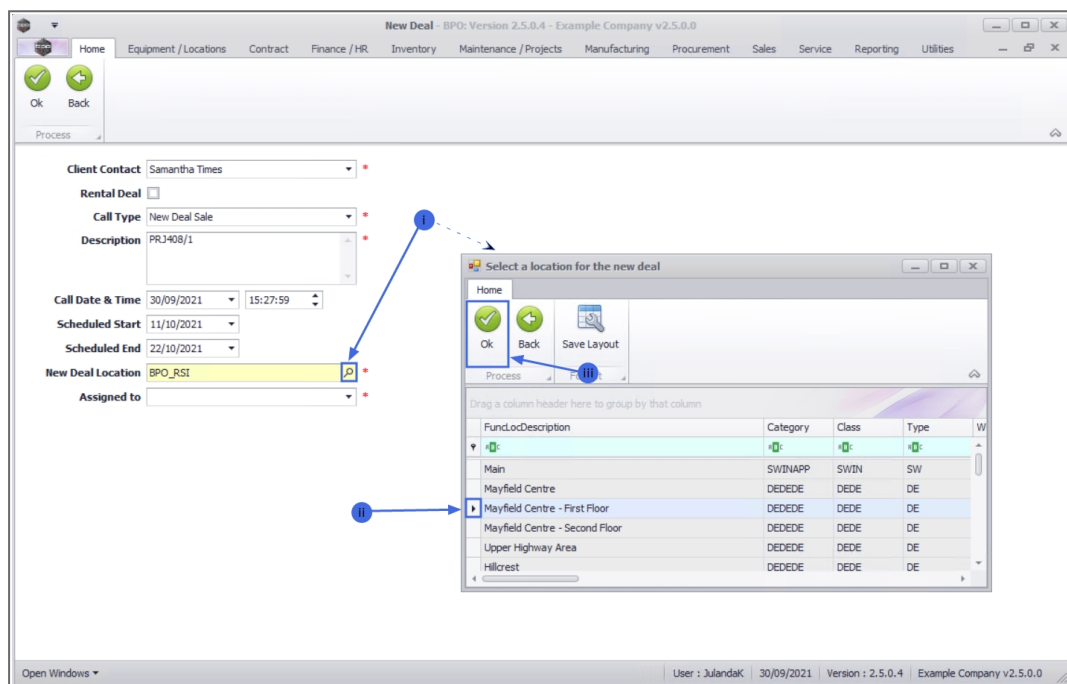 New Deal - BPO: Version 2.5.0.4 - Example Company v2.5.0.0
Home Equipment / Locations Contract Finance / HR Inventory Maintenance / Projects Manufacturing Procurement Sales Service Reporting Utilities
Ok Back
Process
Client Contact Samantha Times *
Rental Deal
Call Type New Deal Sale *
i
Description PRJ408/1 *
Select a location for the new deal
Home
Call Date & Time 30/09/2021 15:27:59
Scheduled Start 11/10/2021
Scheduled End 22/10/2021
Ok Back Save Layout
New Deal Location BPO_RSI *
Process iii
Assigned to *
Drag a column header here to group by that column
FuncLocDescription Category Class Type W
Main SWINAPP SWIN SW
Mayfield Centre DEDEDE DEDE DE
ii
Mayfield Centre - First Floor DEDEDE DEDE DE
Mayfield Centre - Second Floor DEDEDE DEDE DE
Upper Highway Area DEDEDE DEDE DE
Hillcrest DEDEDE DEDE DE
Open Windows User : JulandaK 30/09/2021 Version : 2.5.0.4 Example Company v2.5.0.0